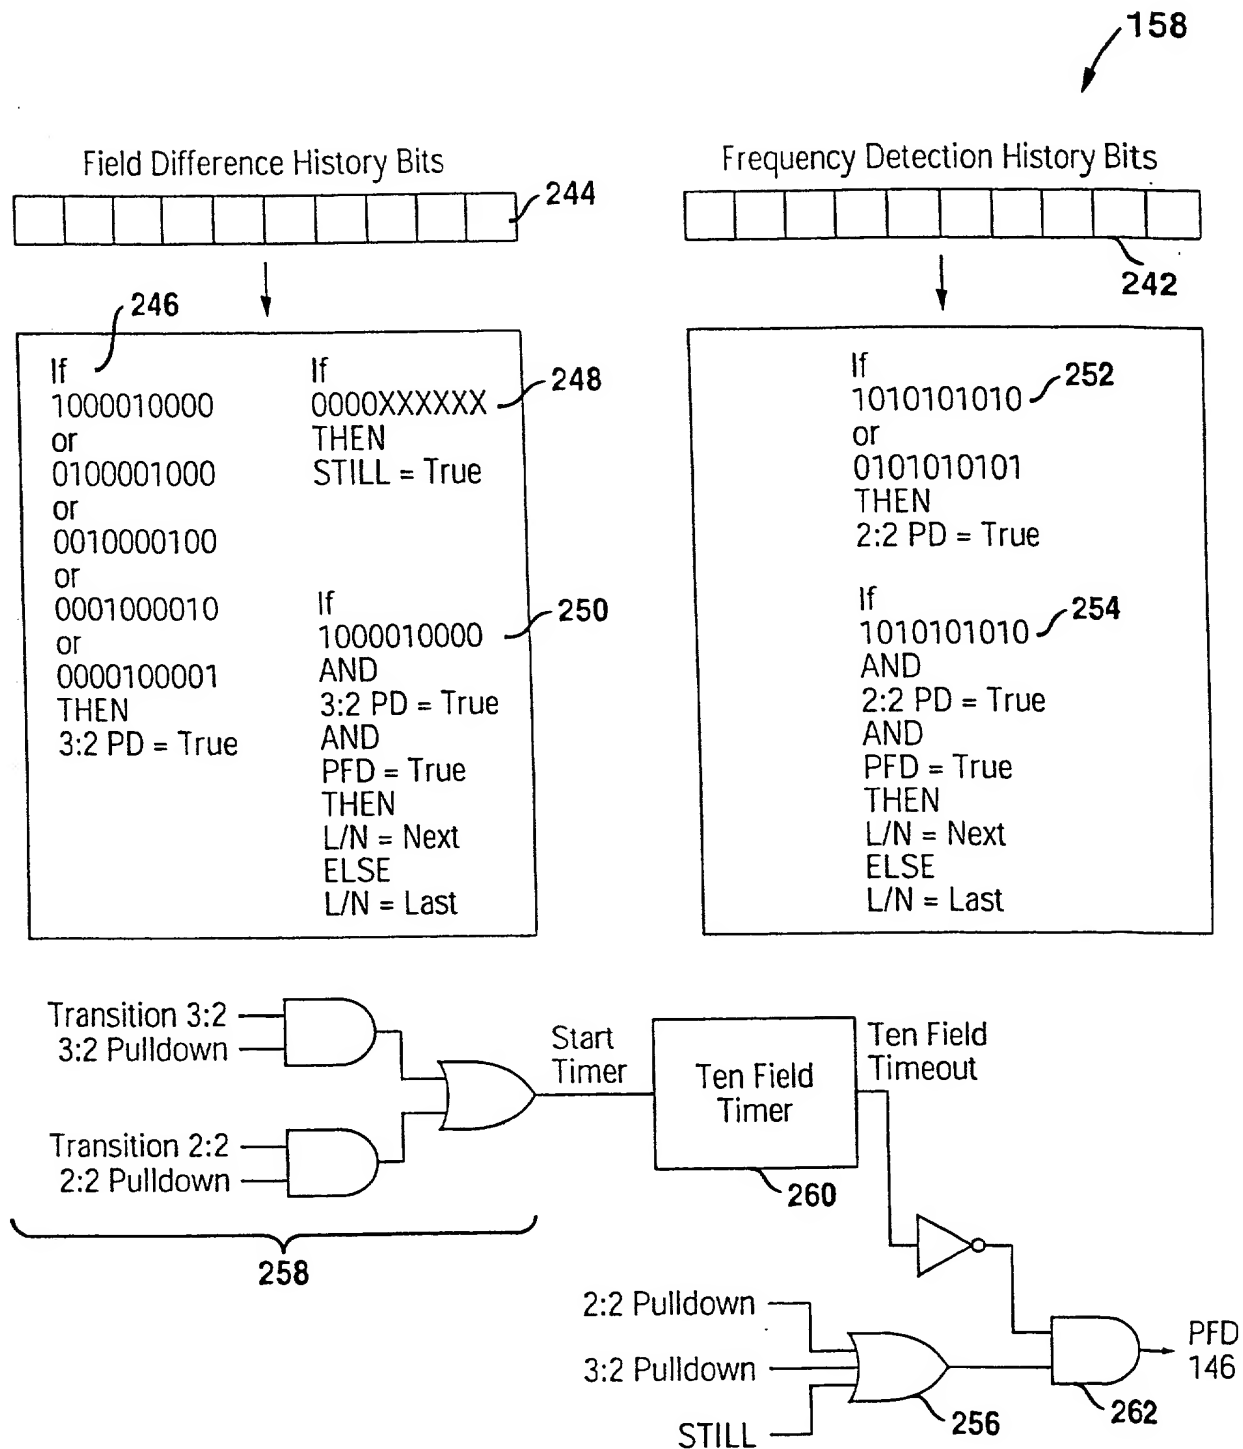 158
Field Difference History Bits
244
Frequency Detection History Bits
242
246
If
1000010000
or
0100001000
or
0010000100
or
0001000010
or
0000100001
THEN
3:2 PD = True
If
0000XXXXXX
248
THEN
STILL = True
If
1000010000
250
AND
3:2 PD = True
AND
PFD = True
THEN
L/N = Next
ELSE
L/N = Last
If
1010101010
252
or
0101010101
THEN
2:2 PD = True
If
1010101010
254
AND
2:2 PD = True
AND
PFD = True
THEN
L/N = Next
ELSE
L/N = Last
Transition 3:2
3:2 Pulldown
Transition 2:2
2:2 Pulldown
258
Start
Timer
Ten Field
Timer
260
Ten Field
Timeout
2:2 Pulldown
3:2 Pulldown
STILL
256
262
PFD
146